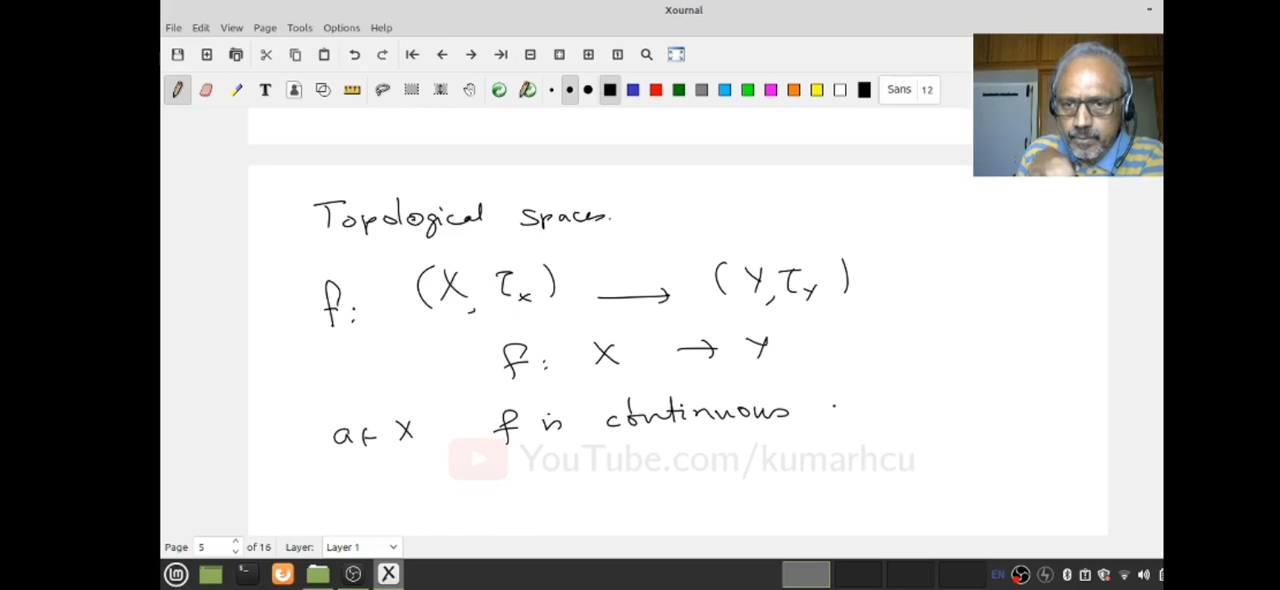 Xournal
File Edit View Page Tools Options Help
Sans 12
Topological spaces.
f: (X, τx) → (Y, τY)
f: X → Y
a ∈ X f is continuous
YouTube.com/kumarhcu
Page 5 of 16 Layer: Layer 1
EN